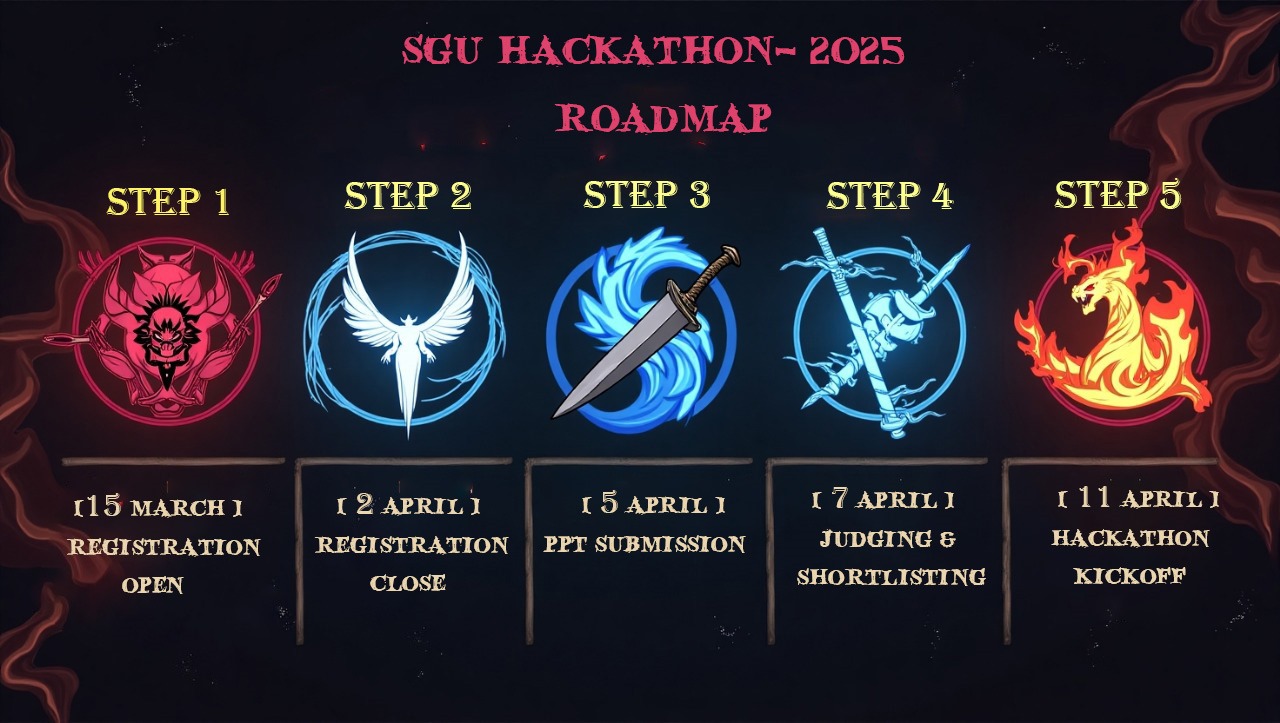 SGU HACKATHON- 2025
ROADMAP
STEP 1
STEP 2
STEP 3
STEP 4
STEP 5
[15 MARCH ]
REGISTRATION
OPEN
[ 2 APRIL ]
REGISTRATION
CLOSE
[ 5 APRIL ]
PPT SUBMISSION
[ 7 APRIL ]
JUDGING &
SHORTLISTING
[ 11 APRIL ]
HACKATHON
KICKOFF